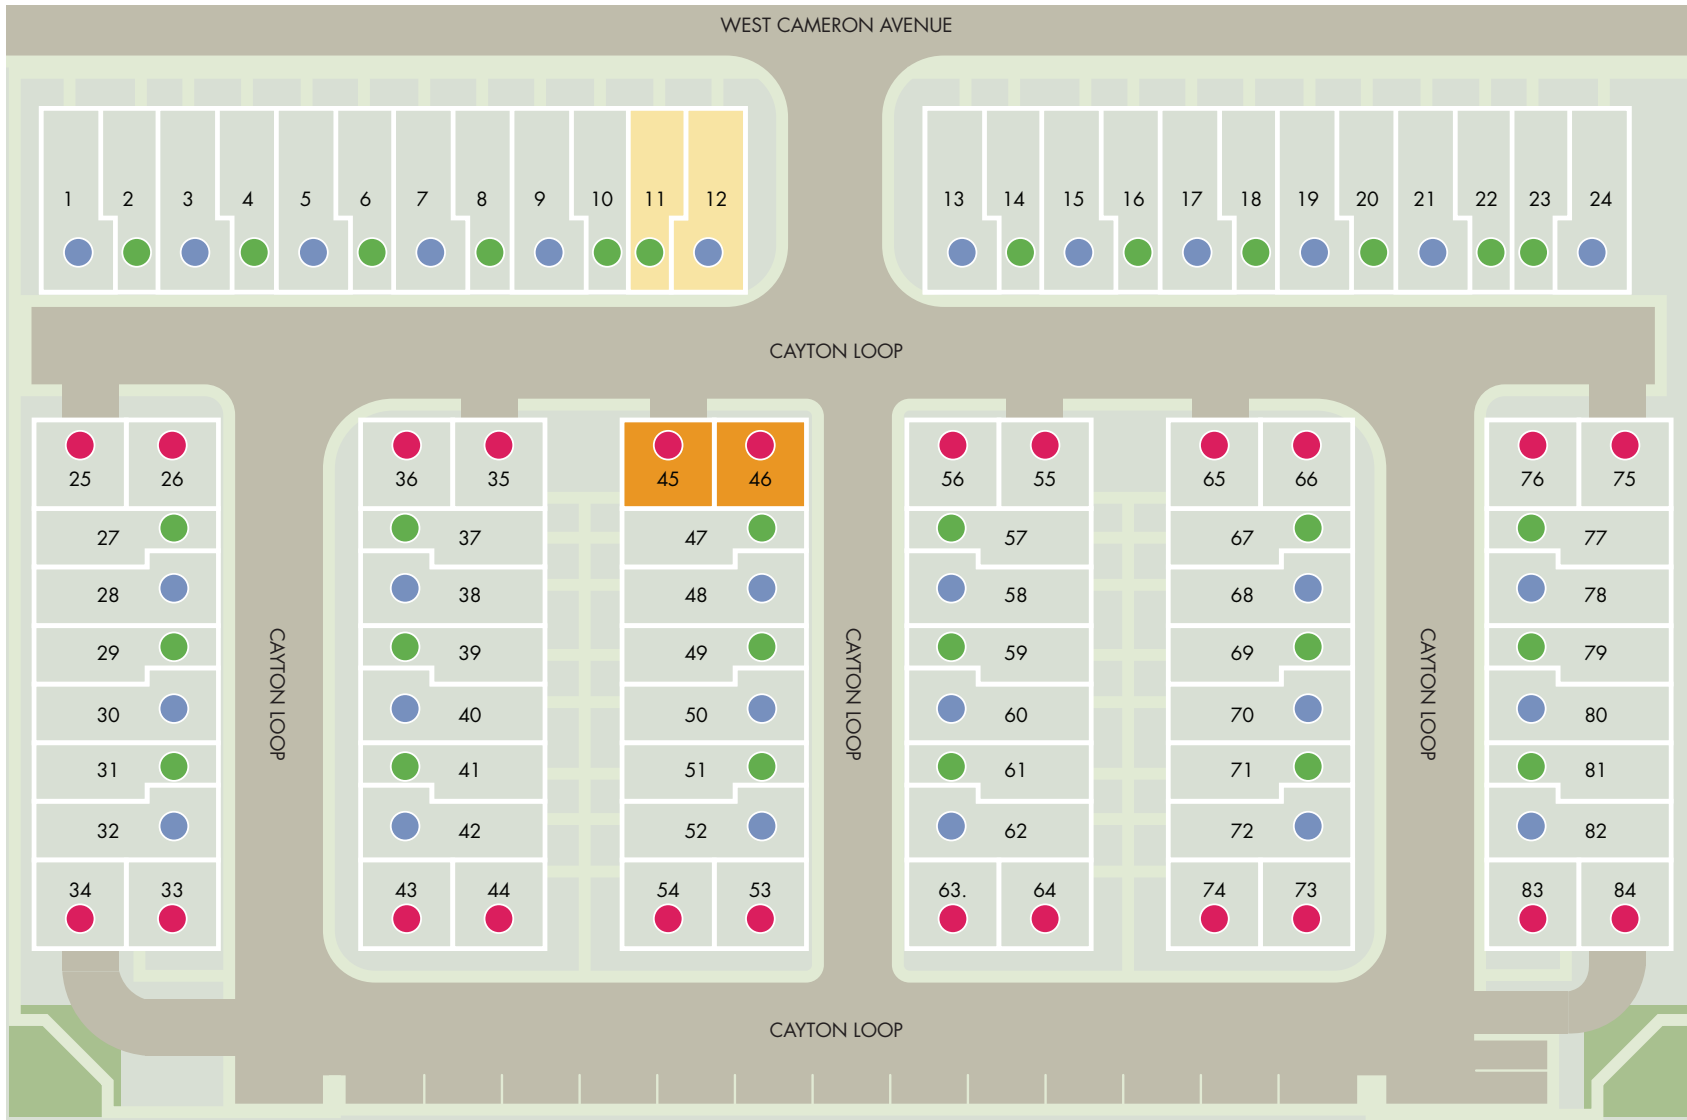 WEST CAMERON AVENUE
1 2 3 4 5 6 7 8 9 10 11 12 13 14 15 16 17 18 19 20 21 22 23 24
CAYTON LOOP
25 26 36 35 45 46 56 55 65 66 76 75
27 37 47 57 67 77
28 38 48 58 68 78
29 39 49 59 69 79
CAYTON LOOP
CAYTON LOOP
CAYTON LOOP
30 40 50 60 70 80
31 41 51 61 71 81
32 42 52 62 72 82
34 33 43 44 54 53 63. 64 74 73 83 84
CAYTON LOOP